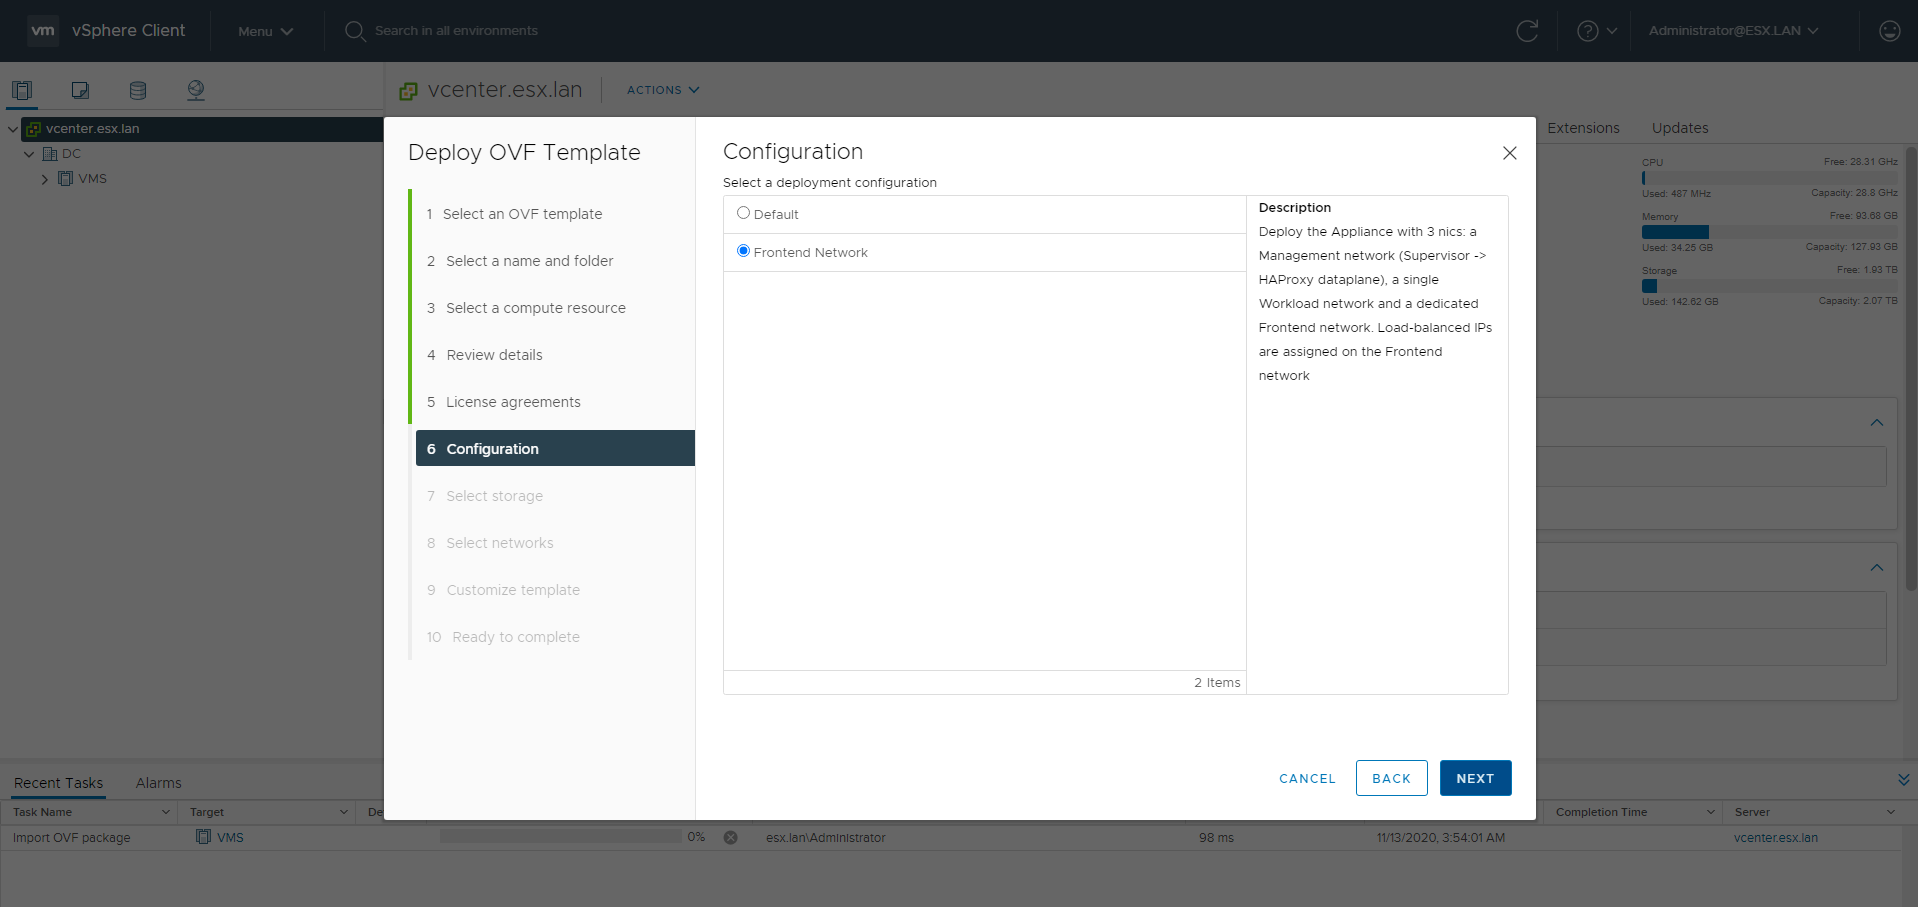 vm vSphere Client Menu Search in all environments Administrator@ESX.LAN
vcenter.esx.lan ACTIONS
vcenter.esx.lan
DC
VMS
Extensions Updates
CPU Free: 28.31 GHz
Used: 487 MHz Capacity: 28.8 GHz
Memory Free: 93.68 GB
Used: 34.25 GB Capacity: 127.93 GB
Storage Free: 1.93 TB
Used: 142.62 GB Capacity: 2.07 TB
Deploy OVF Template
1 Select an OVF template
2 Select a name and folder
3 Select a compute resource
4 Review details
5 License agreements
6 Configuration
7 Select storage
8 Select networks
9 Customize template
10 Ready to complete
Configuration
Select a deployment configuration
Default
Frontend Network
2 Items
Description
Deploy the Appliance with 3 nics: a
Management network (Supervisor ->
HAProxy dataplane), a single
Workload network and a dedicated
Frontend network. Load-balanced IPs
are assigned on the Frontend
network
CANCEL BACK NEXT
Recent Tasks Alarms
Task Name Target De Completion Time Server
Import OVF package VMS 0% esx.lan\Administrator 98 ms 11/13/2020, 3:54:01 AM vcenter.esx.lan